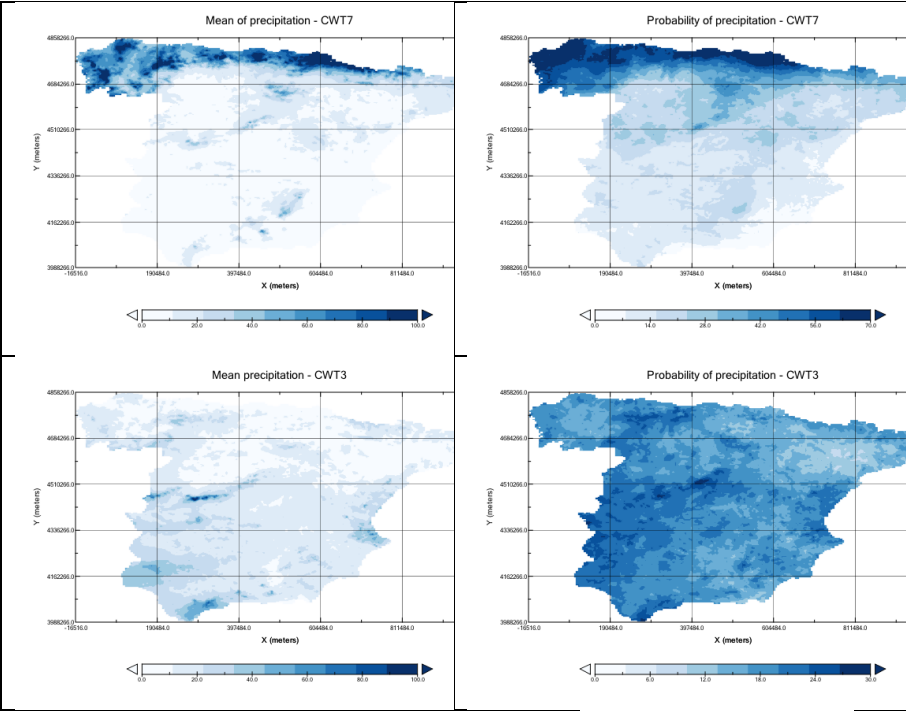 Mean of precipitation - CWT7
4858266.0
4684266.0
4510266.0
4336266.0
4162266.0
3988266.0
Y (meters)
-16516.0 190484.0 397484.0 604484.0 811484.0
X (meters)
0.0 20.0 40.0 60.0 80.0 100.0
Probability of precipitation - CWT7
4858266.0
4684266.0
4510266.0
4336266.0
4162266.0
3988266.0
Y (meters)
-16516.0 190484.0 397484.0 604484.0 811484.0
X (meters)
0.0 14.0 28.0 42.0 56.0 70.0
Mean precipitation - CWT3
4858266.0
4684266.0
4510266.0
4336266.0
4162266.0
3988266.0
Y (meters)
-16516.0 190484.0 397484.0 604484.0 811484.0
X (meters)
0.0 20.0 40.0 60.0 80.0 100.0
Probability of precipitation - CWT3
4858266.0
4684266.0
4510266.0
4336266.0
4162266.0
3988266.0
Y (meters)
-16516.0 190484.0 397484.0 604484.0 811484.0
X (meters)
0.0 6.0 12.0 18.0 24.0 30.0